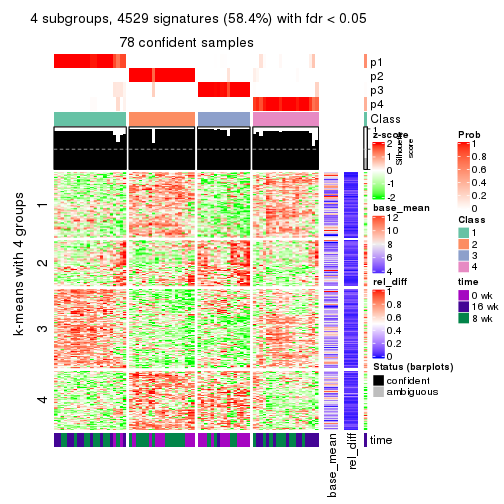 4 subgroups, 4529 signatures (58.4%) with fdr < 0.05
78 confident samples
p1
p2
p3
p4
Class
1
0
Silhouette
score
k-means with 4 groups
1
2
3
4
time
base_mean
rel_diff
z-score
2
1
0
-1
-2
base_mean
12
10
8
6
4
rel_diff
1
0.8
0.6
0.4
0.2
0
Status (barplots)
confident
ambiguous
Prob
1
0.8
0.6
0.4
0.2
0
Class
1
2
3
4
time
0 wk
16 wk
8 wk